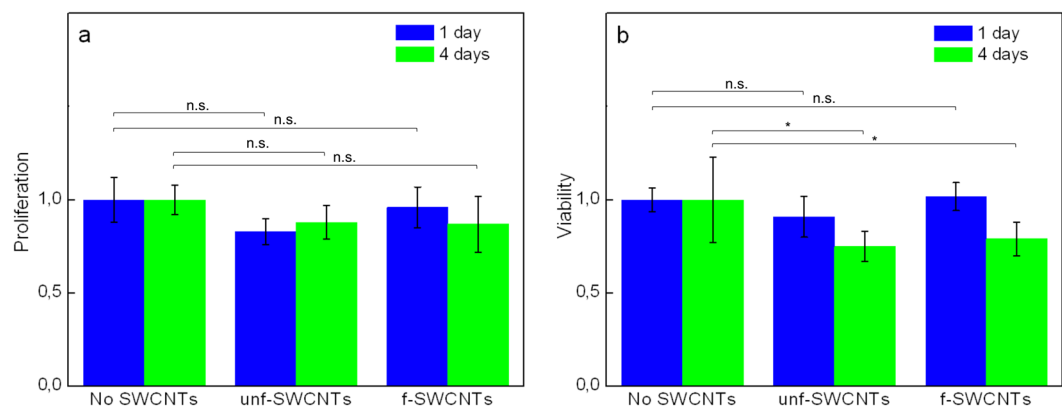 a
1 day
4 days
n.s.
n.s.
n.s.
n.s.
Proliferation
1,0
0,5
0,0
No SWCNTs unf-SWCNTs f-SWCNTs
b
1 day
4 days
n.s.
n.s.
*
*
Viability
1,0
0,5
0,0
No SWCNTs unf-SWCNTs f-SWCNTs